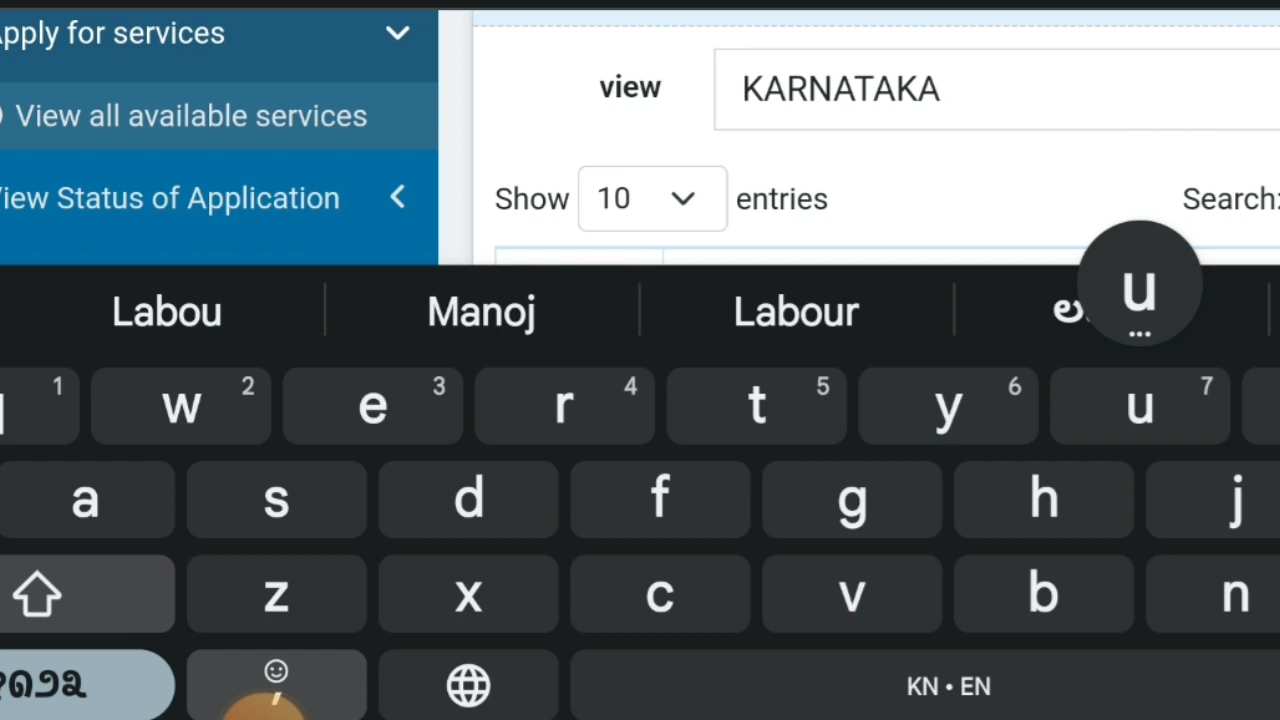 Apply for services
view KARNATAKA
View all available services
View Status of Application
Show 10 entries Search:
Labou Manoj Labour
u
1 2 3 4 5 6 7
w e r t y u
a s d f g h j
z x c v b n
KN • EN